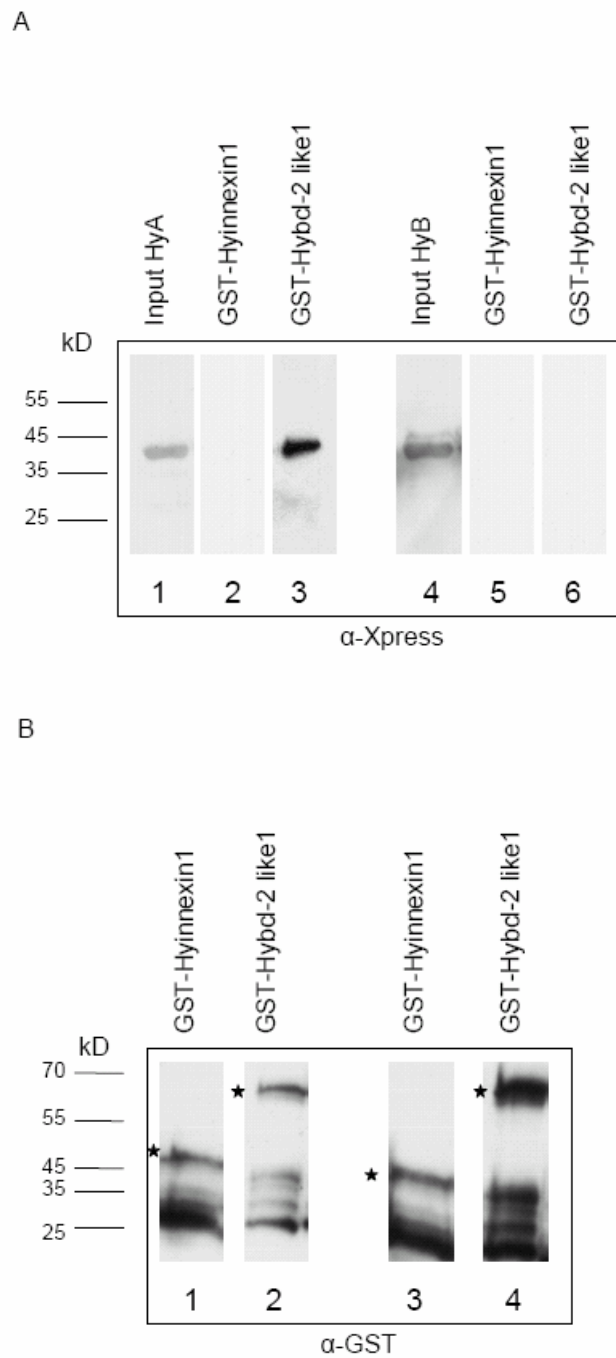 A
Input HyA
GST-Hyinnexin1
GST-Hybd-2 like1
Input HyB
GST-Hyinnexin1
GST-Hybd-2 like1
kD
55
45
35
25
1 2 3 4 5 6
α-Xpress
B
GST-Hyinnexin1
GST-Hybd-2 like1
GST-Hyinnexin1
GST-Hybd-2 like1
kD
70
55
45
35
25
1 2 3 4
α-GST